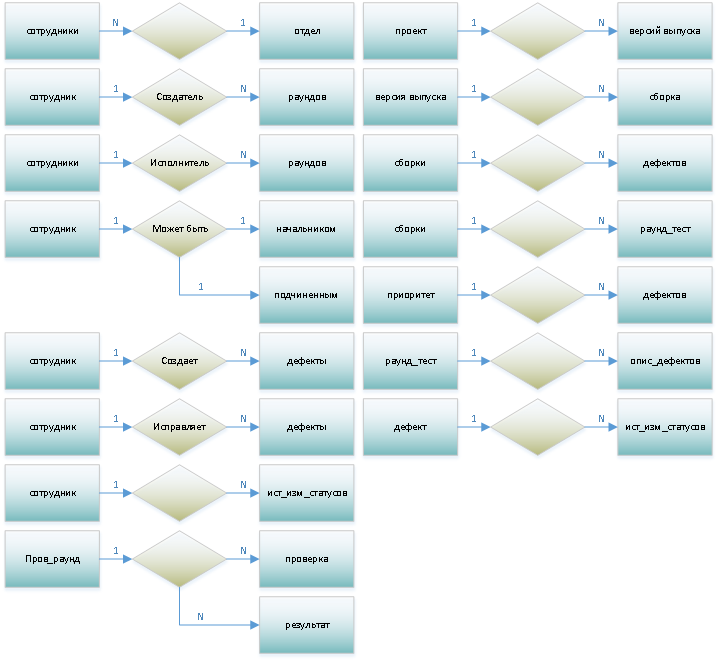 сотрудники N 1 отдел
проект 1 N версий выпуска
сотрудник 1 Создатель N раундов
версия выпуска 1 N сборка
сотрудники 1 Исполнитель N раундов
сборки 1 N дефектов
сотрудник 1 Может быть 1 начальником
сборки 1 N раунд_тест
1 подчиненным
приоритет 1 N дефектов
сотрудник 1 Создает N дефекты
раунд_тест 1 N опис_дефектов
сотрудник 1 Исправляет N дефекты
дефект 1 N ист_изм_статусов
сотрудник 1 N ист_изм_статусов
Пров_раунд 1 N проверка
N результат